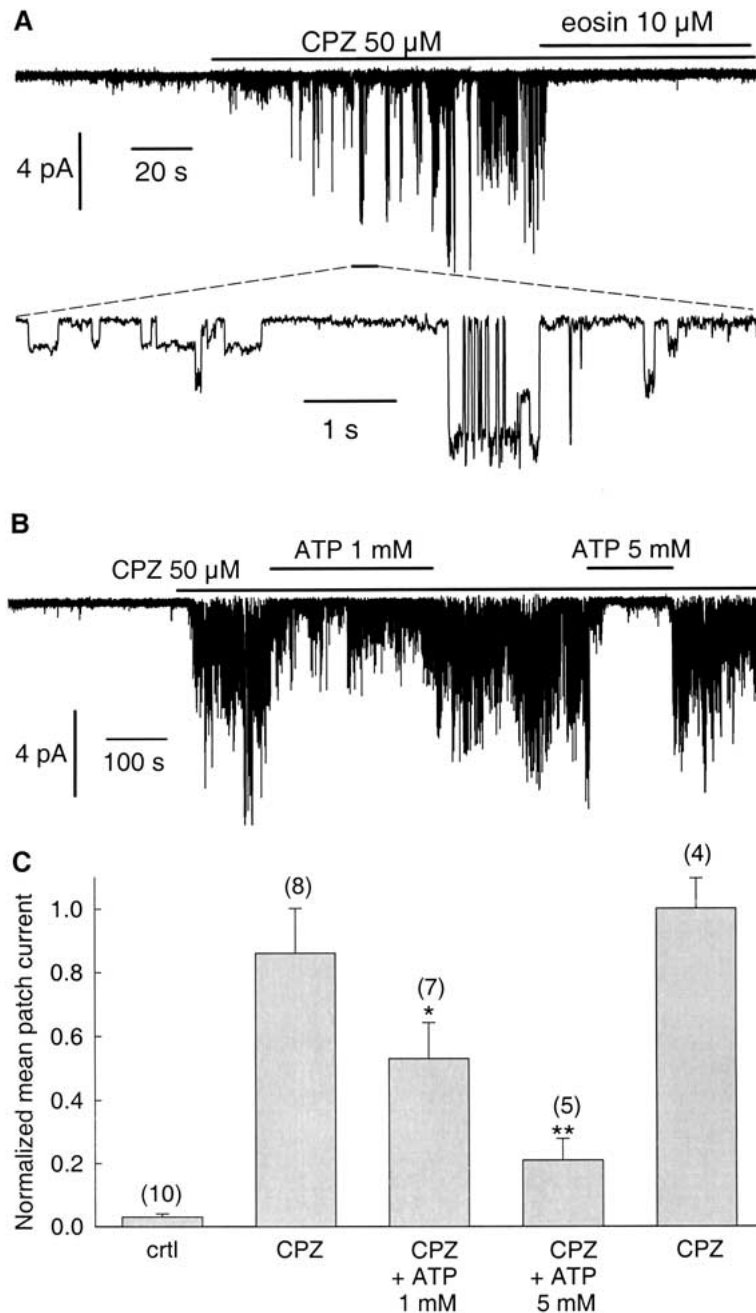 A
CPZ 50 µM
eosin 10 µM
4 pA
20 s
1 s
B
CPZ 50 µM
ATP 1 mM
ATP 5 mM
4 pA
100 s
C
Normalized mean patch current
1.0
0.8
0.6
0.4
0.2
0.0
(10)
(8)
(7)
*
(5)
**
(4)
crtl
CPZ
CPZ
+ ATP
1 mM
CPZ
+ ATP
5 mM
CPZ